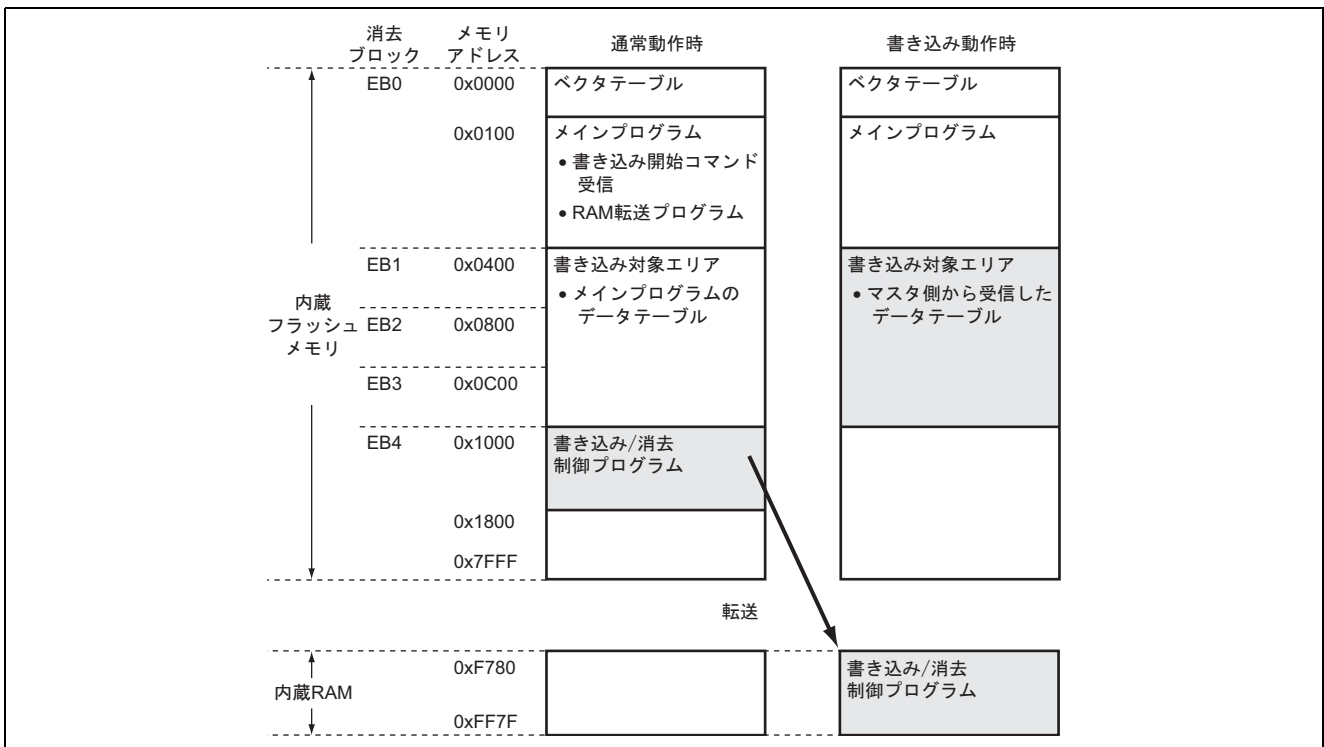 消去
ブロック
メモリ
アドレス
通常動作時
書き込み動作時
EB0
0x0000
ベクタテーブル
ベクタテーブル
0x0100
メインプログラム
• 書き込み開始コマンド
受信
• RAM転送プログラム
メインプログラム
EB1
0x0400
書き込み対象エリア
• メインプログラムの
データテーブル
書き込み対象エリア
• マスタ側から受信した
データテーブル
内蔵
フラッシュ
メモリ
EB2
0x0800
EB3
0x0C00
EB4
0x1000
書き込み/消去
制御プログラム
0x1800
0x7FFF
転送
内蔵RAM
0xF780
0xFF7F
書き込み/消去
制御プログラム